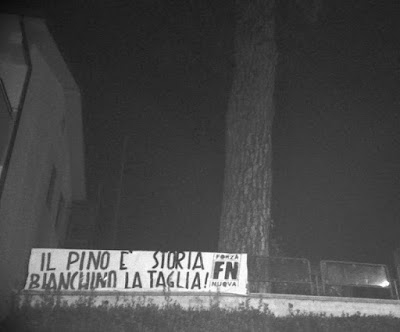 IL PINO È STORIA
BIANCHINO LA TAGLIA!
FORZA
FN
NUOVA